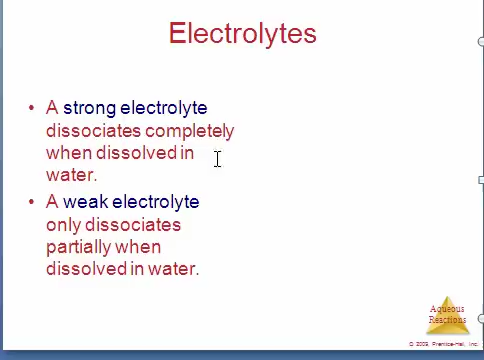 Electrolytes
• A strong electrolyte
dissociates completely
when dissolved in
water.
• A weak electrolyte
only dissociates
partially when
dissolved in water.
Aqueous
Reactions
© 2009, Prentice-Hall, Inc.